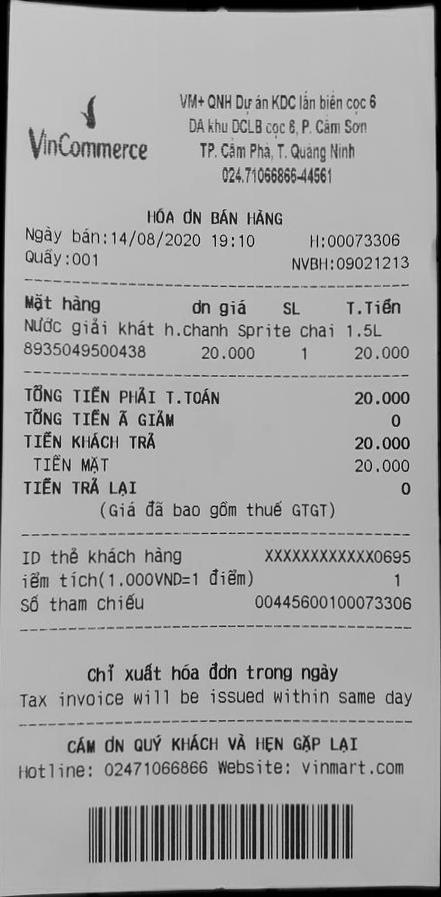 VinCommerce
VM+ QNH Dự án KDC lấn biển cọc 6
DA khu DCLB cọc 6, P. Cẩm Sơn
TP. Cẩm Phả, T. Quảng Ninh
024.71066866-44561
HÓA ƠN BÁN HÀNG
Ngày bán:14/08/2020 19:10 H:00073306
Quầy:001 NVBH:09021213
Mặt hàng ơn giá SL T.Tiền
Nước giải khát h.chanh Sprite chai 1.5L
8935049500438 20.000 1 20.000
TỔNG TIỀN PHẢI T.TOÁN 20.000
TỔNG TIỀN Ã GIẢM 0
TIỀN KHÁCH TRẢ 20.000
TIỀN MẶT 20.000
TIỀN TRẢ LẠI 0
(Giá đã bao gồm thuế GTGT)
ID thẻ khách hàng XXXXXXXXXXXX0695
iểm tích(1.000VND=1 điểm) 1
Số tham chiếu 00445600100073306
Chỉ xuất hóa đơn trong ngày
Tax invoice will be issued within same day
CẢM ƠN QUÝ KHÁCH VÀ HẸN GẶP LẠI
Hotline: 02471066866 Website: vinmart.com